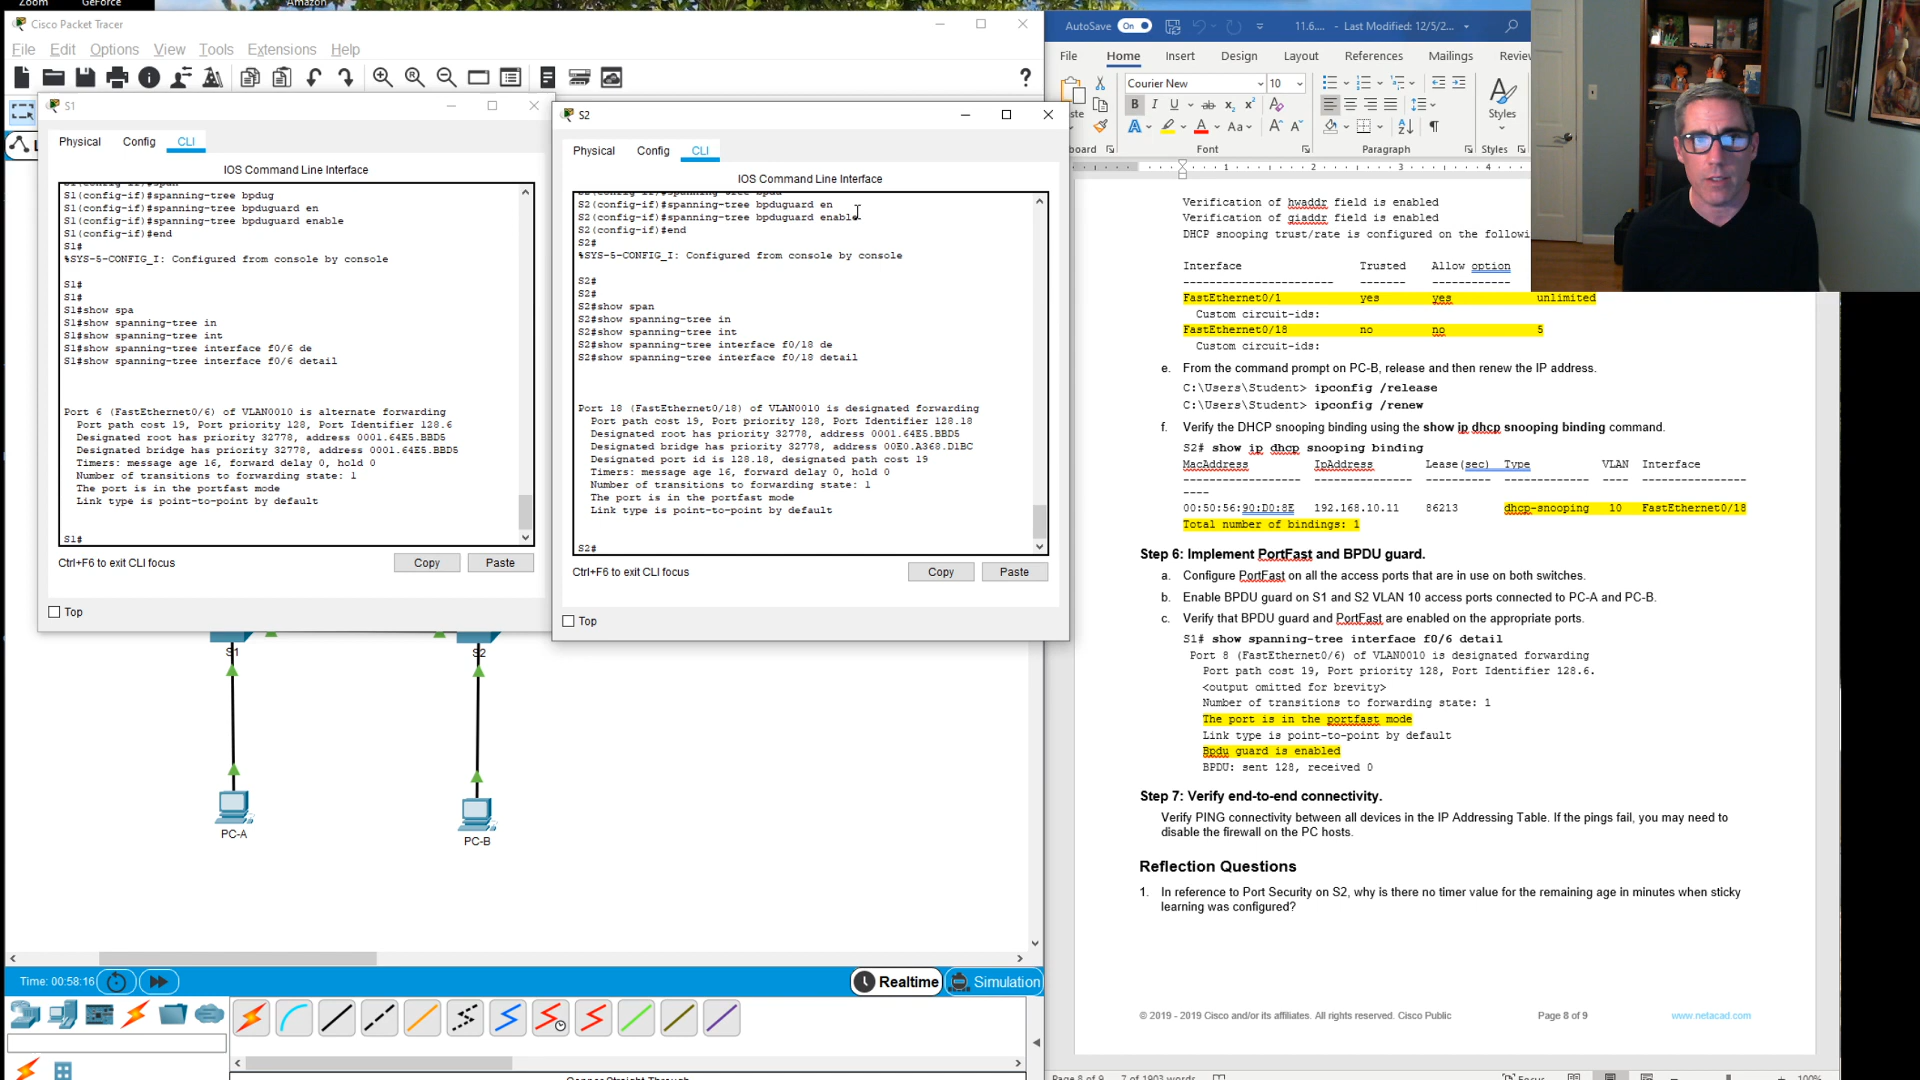 Zoom
GeForce
Amazon
Cisco Packet Tracer
File Edit Options View Tools Extensions Help
S1
Physical Config CLI
IOS Command Line Interface
S1(config-if)#spanning-tree bpdug
S1(config-if)#spanning-tree bpduguard en
S1(config-if)#spanning-tree bpduguard enable
S1(config-if)#end
S1#
%SYS-5-CONFIG_I: Configured from console by console
S1#
S1#
S1#show spa
S1#show spanning-tree in
S1#show spanning-tree int
S1#show spanning-tree interface f0/6 de
S1#show spanning-tree interface f0/6 detail
Port 6 (FastEthernet0/6) of VLAN0010 is alternate forwarding
Port path cost 19, Port priority 128, Port Identifier 128.6
Designated root has priority 32778, address 0001.64E5.BBD5
Designated bridge has priority 32778, address 0001.64E5.BBD5
Timers: message age 16, forward delay 0, hold 0
Number of transitions to forwarding state: 1
The port is in the portfast mode
Link type is point-to-point by default
S1#
Ctrl+F6 to exit CLI focus
Copy
Paste
Top
S2
Physical Config CLI
IOS Command Line Interface
S2(config-if)#spanning-tree bpdu
S2(config-if)#spanning-tree bpduguard en
S2(config-if)#spanning-tree bpduguard enable
S2(config-if)#end
S2#
%SYS-5-CONFIG_I: Configured from console by console
S2#
S2#
S2#show span
S2#show spanning-tree in
S2#show spanning-tree int
S2#show spanning-tree interface f0/18 de
S2#show spanning-tree interface f0/18 detail
Port 18 (FastEthernet0/18) of VLAN0010 is designated forwarding
Port path cost 19, Port priority 128, Port Identifier 128.18
Designated root has priority 32778, address 0001.64E5.BBD5
Designated bridge has priority 32778, address 00E0.A368.D1BC
Designated port id is 128.18, designated path cost 19
Timers: message age 16, forward delay 0, hold 0
Number of transitions to forwarding state: 1
The port is in the portfast mode
Link type is point-to-point by default
S2#
Ctrl+F6 to exit CLI focus
Copy
Paste
Top
S1
S2
PC-A
PC-B
Time: 00:58:16
Realtime
Simulation
AutoSave On
11.6.... - Last Modified: 12/5/2...
File Home Insert Design Layout References Mailings
Courier New 10
Styles
Font
Paragraph
Styles
1 2 3 4
Verification of hwaddr field is enabled
Verification of giaddr field is enabled
DHCP snooping trust/rate is configured on the followi
Interface Trusted Allow option
----------------------- ------- ------------
FastEthernet0/1 yes yes unlimited
Custom circuit-ids:
FastEthernet0/18 no no 5
Custom circuit-ids:
e. From the command prompt on PC-B, release and then renew the IP address.
C:\Users\Student> ipconfig /release
C:\Users\Student> ipconfig /renew
f. Verify the DHCP snooping binding using the show ip dhcp snooping binding command.
S2# show ip dhcp snooping binding
MacAddress IpAddress Lease(sec) Type VLAN Interface
------------------ --------------- ---------- ------------- ---- ----------------
----
00:50:56:90:D0:8E 192.168.10.11 86213 dhcp-snooping 10 FastEthernet0/18
Total number of bindings: 1
Step 6: Implement PortFast and BPDU guard.
a. Configure PortFast on all the access ports that are in use on both switches.
b. Enable BPDU guard on S1 and S2 VLAN 10 access ports connected to PC-A and PC-B.
c. Verify that BPDU guard and PortFast are enabled on the appropriate ports.
S1# show spanning-tree interface f0/6 detail
Port 8 (FastEthernet0/6) of VLAN0010 is designated forwarding
Port path cost 19, Port priority 128, Port Identifier 128.6.
<output omitted for brevity>
Number of transitions to forwarding state: 1
The port is in the portfast mode
Link type is point-to-point by default
Bpdu guard is enabled
BPDU: sent 128, received 0
Step 7: Verify end-to-end connectivity.
Verify PING connectivity between all devices in the IP Addressing Table. If the pings fail, you may need to
disable the firewall on the PC hosts.
Reflection Questions
1. In reference to Port Security on S2, why is there no timer value for the remaining age in minutes when sticky
learning was configured?
© 2019 - 2019 Cisco and/or its affiliates. All rights reserved. Cisco Public
Page 8 of 9
www.netacad.com